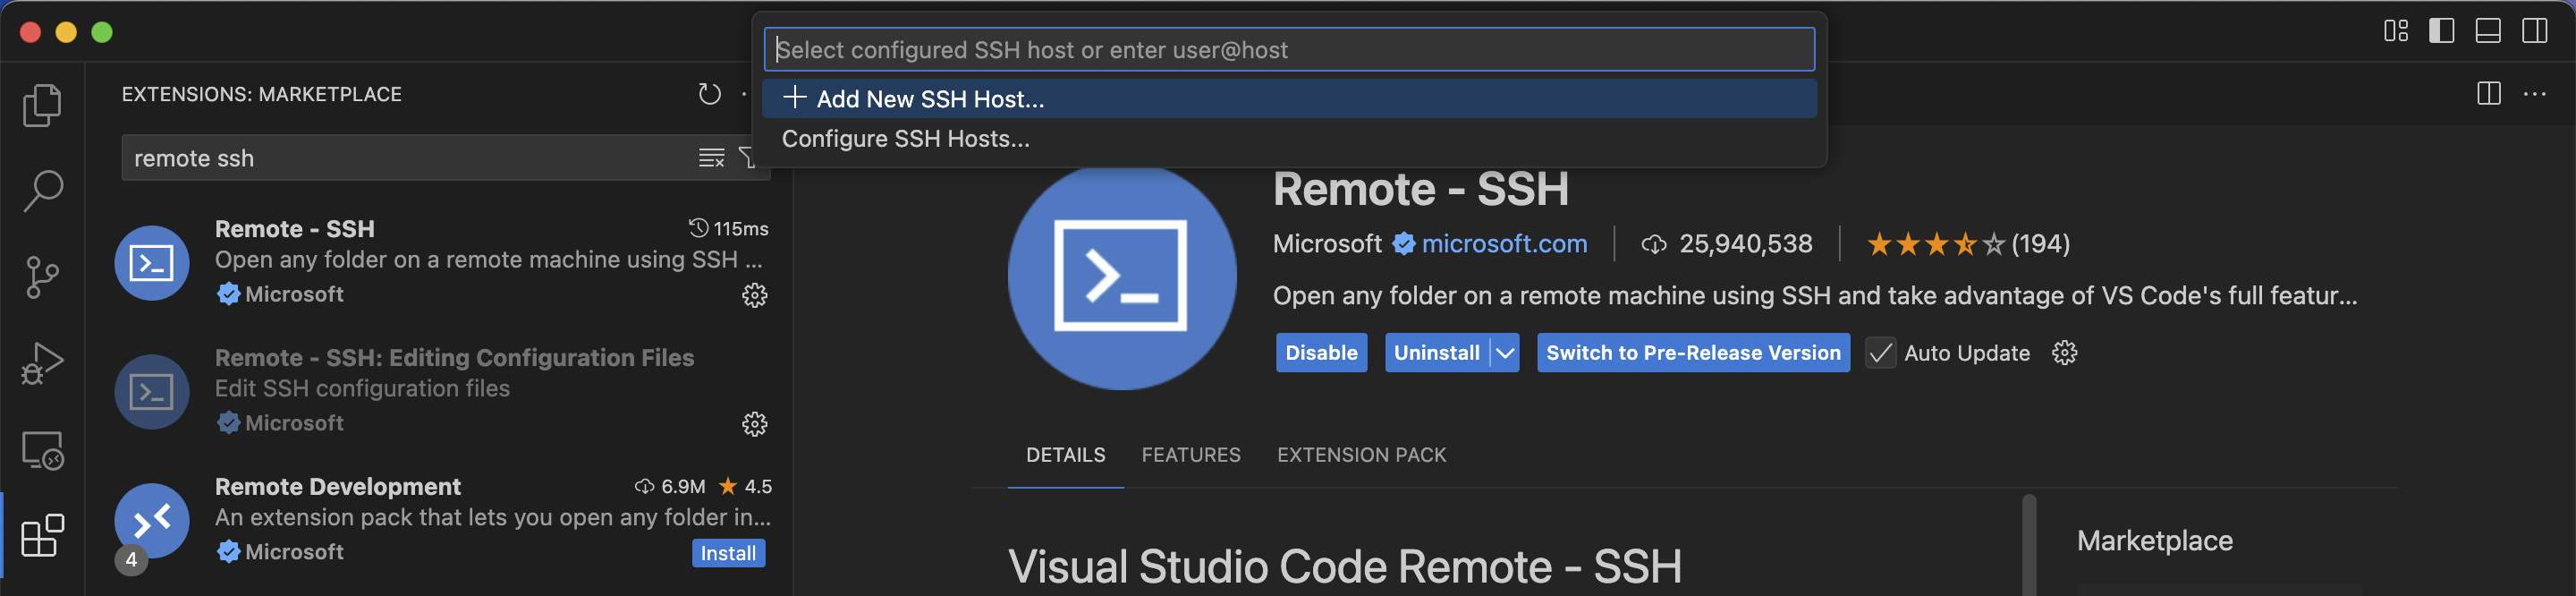 Select configured SSH host or enter user@host
Add New SSH Host...
Configure SSH Hosts...
EXTENSIONS: MARKETPLACE
remote ssh
Remote - SSH
115ms
Open any folder on a remote machine using SSH ...
Microsoft
Remote - SSH: Editing Configuration Files
Edit SSH configuration files
Microsoft
Remote Development
6.9M ★ 4.5
An extension pack that lets you open any folder in...
Microsoft
Install
4
Remote - SSH
Microsoft microsoft.com 25,940,538 (194)
Open any folder on a remote machine using SSH and take advantage of VS Code's full featur...
Disable Uninstall Switch to Pre-Release Version Auto Update
DETAILS FEATURES EXTENSION PACK
Visual Studio Code Remote - SSH
Marketplace